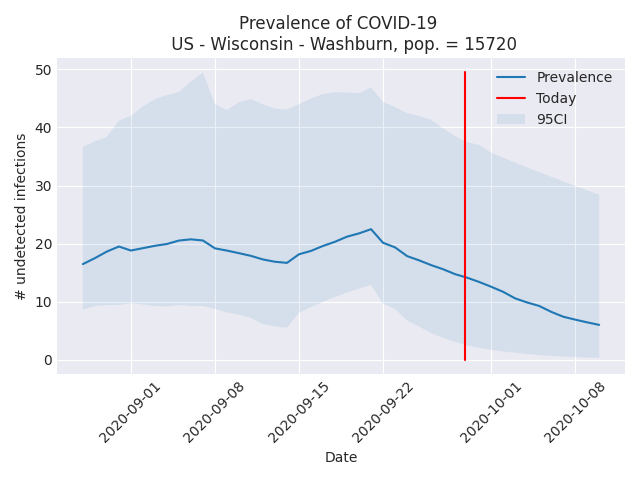 Prevalence of COVID-19
US - Wisconsin - Washburn, pop. = 15720
Prevalence
Today
95CI
# undetected infections
50
40
30
20
10
0
2020-09-01
2020-09-08
2020-09-15
2020-09-22
2020-10-01
2020-10-08
Date